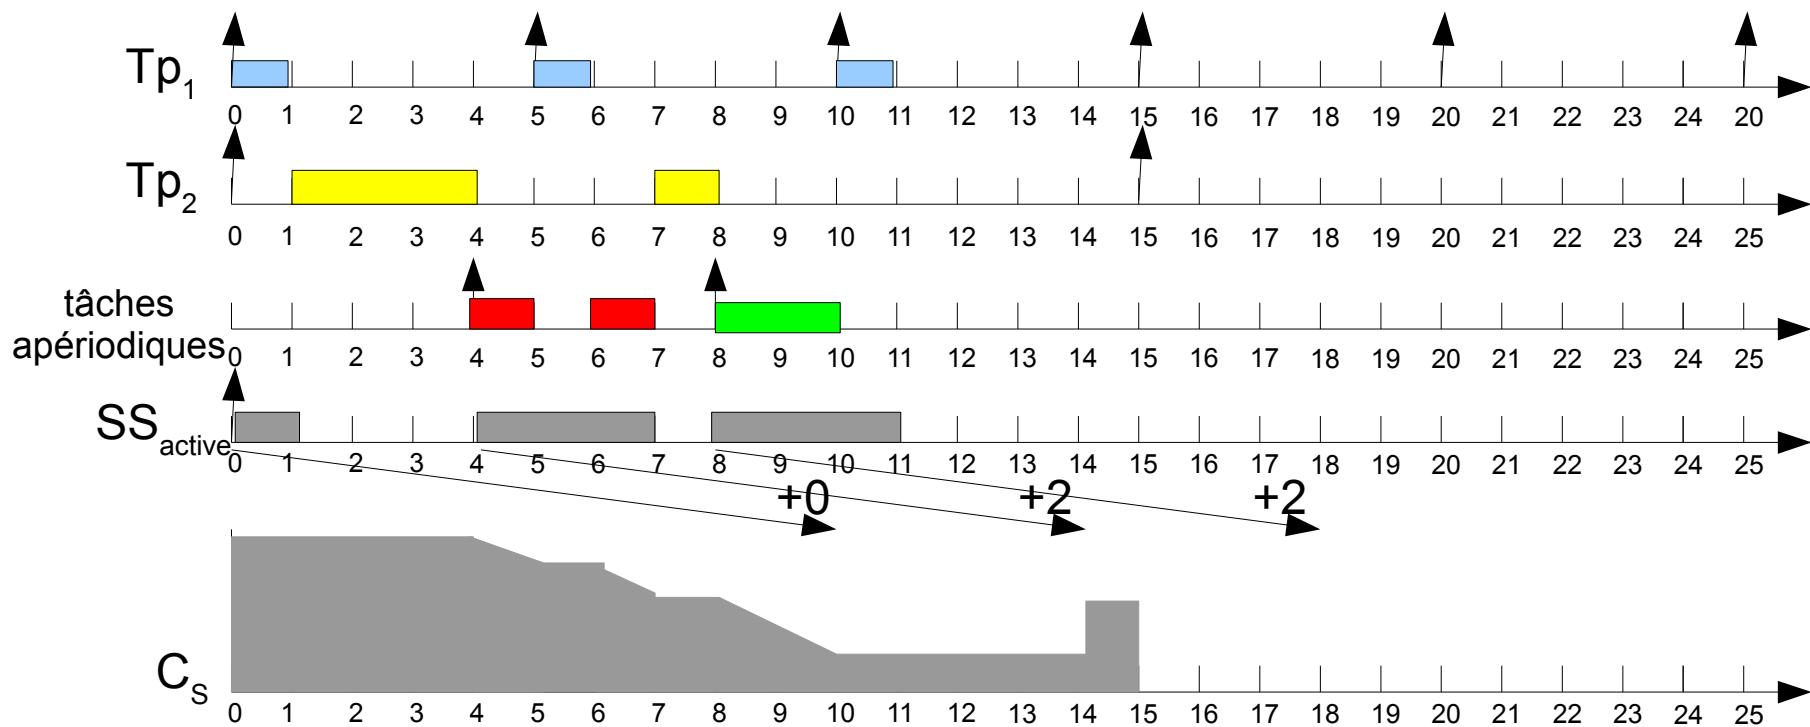 Tp1
0 1 2 3 4 5 6 7 8 9 10 11 12 13 14 15 16 17 18 19 20 21 22 23 24 20
Tp2
0 1 2 3 4 5 6 7 8 9 10 11 12 13 14 15 16 17 18 19 20 21 22 23 24 25
tâches
apériodiques
0 1 2 3 4 5 6 7 8 9 10 11 12 13 14 15 16 17 18 19 20 21 22 23 24 25
SSactive
0 1 2 3 4 5 6 7 8 9 10 11 12 13 14 15 16 17 18 19 20 21 22 23 24 25
+0 +2 +2
CS
0 1 2 3 4 5 6 7 8 9 10 11 12 13 14 15 16 17 18 19 20 21 22 23 24 25